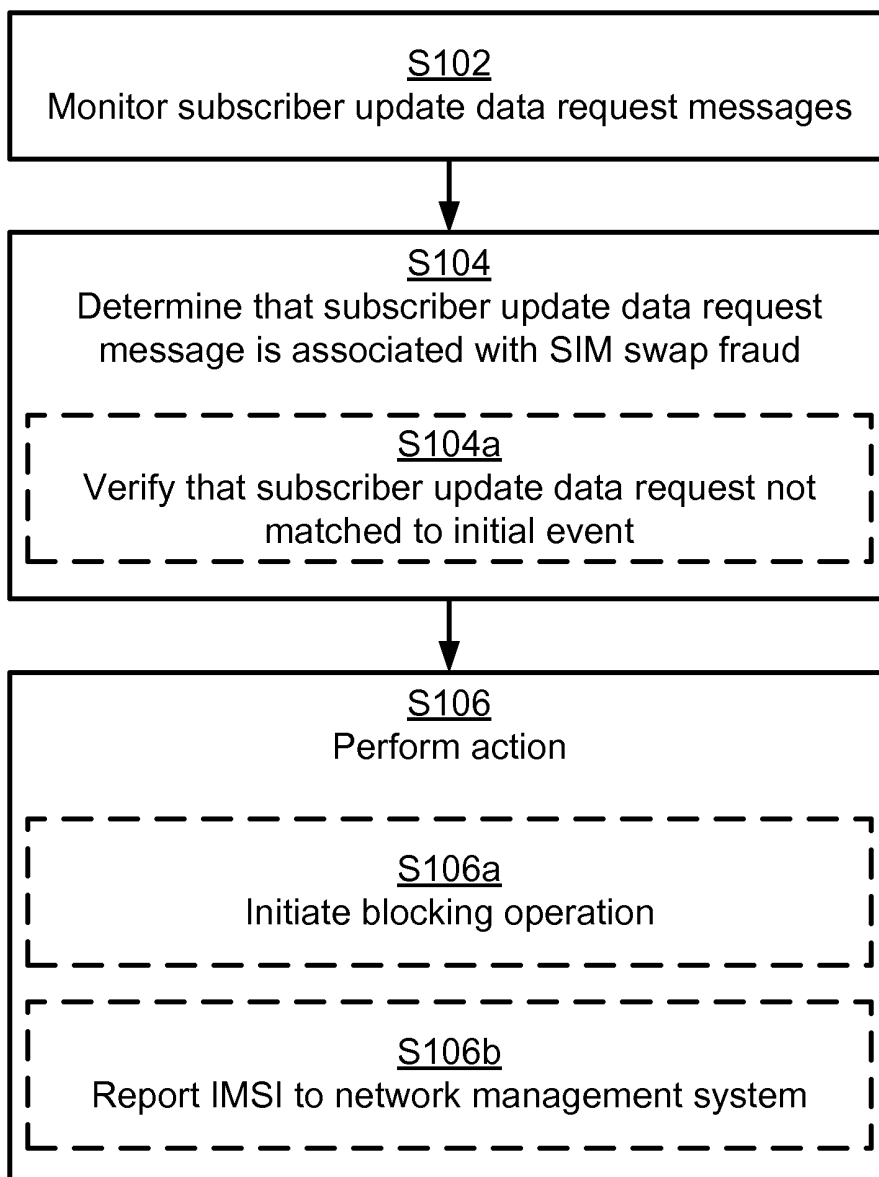 S102
Monitor subscriber update data request messages
S104
Determine that subscriber update data request
message is associated with SIM swap fraud
S104a
Verify that subscriber update data request not
matched to initial event
S106
Perform action
S106a
Initiate blocking operation
S106b
Report IMSI to network management system